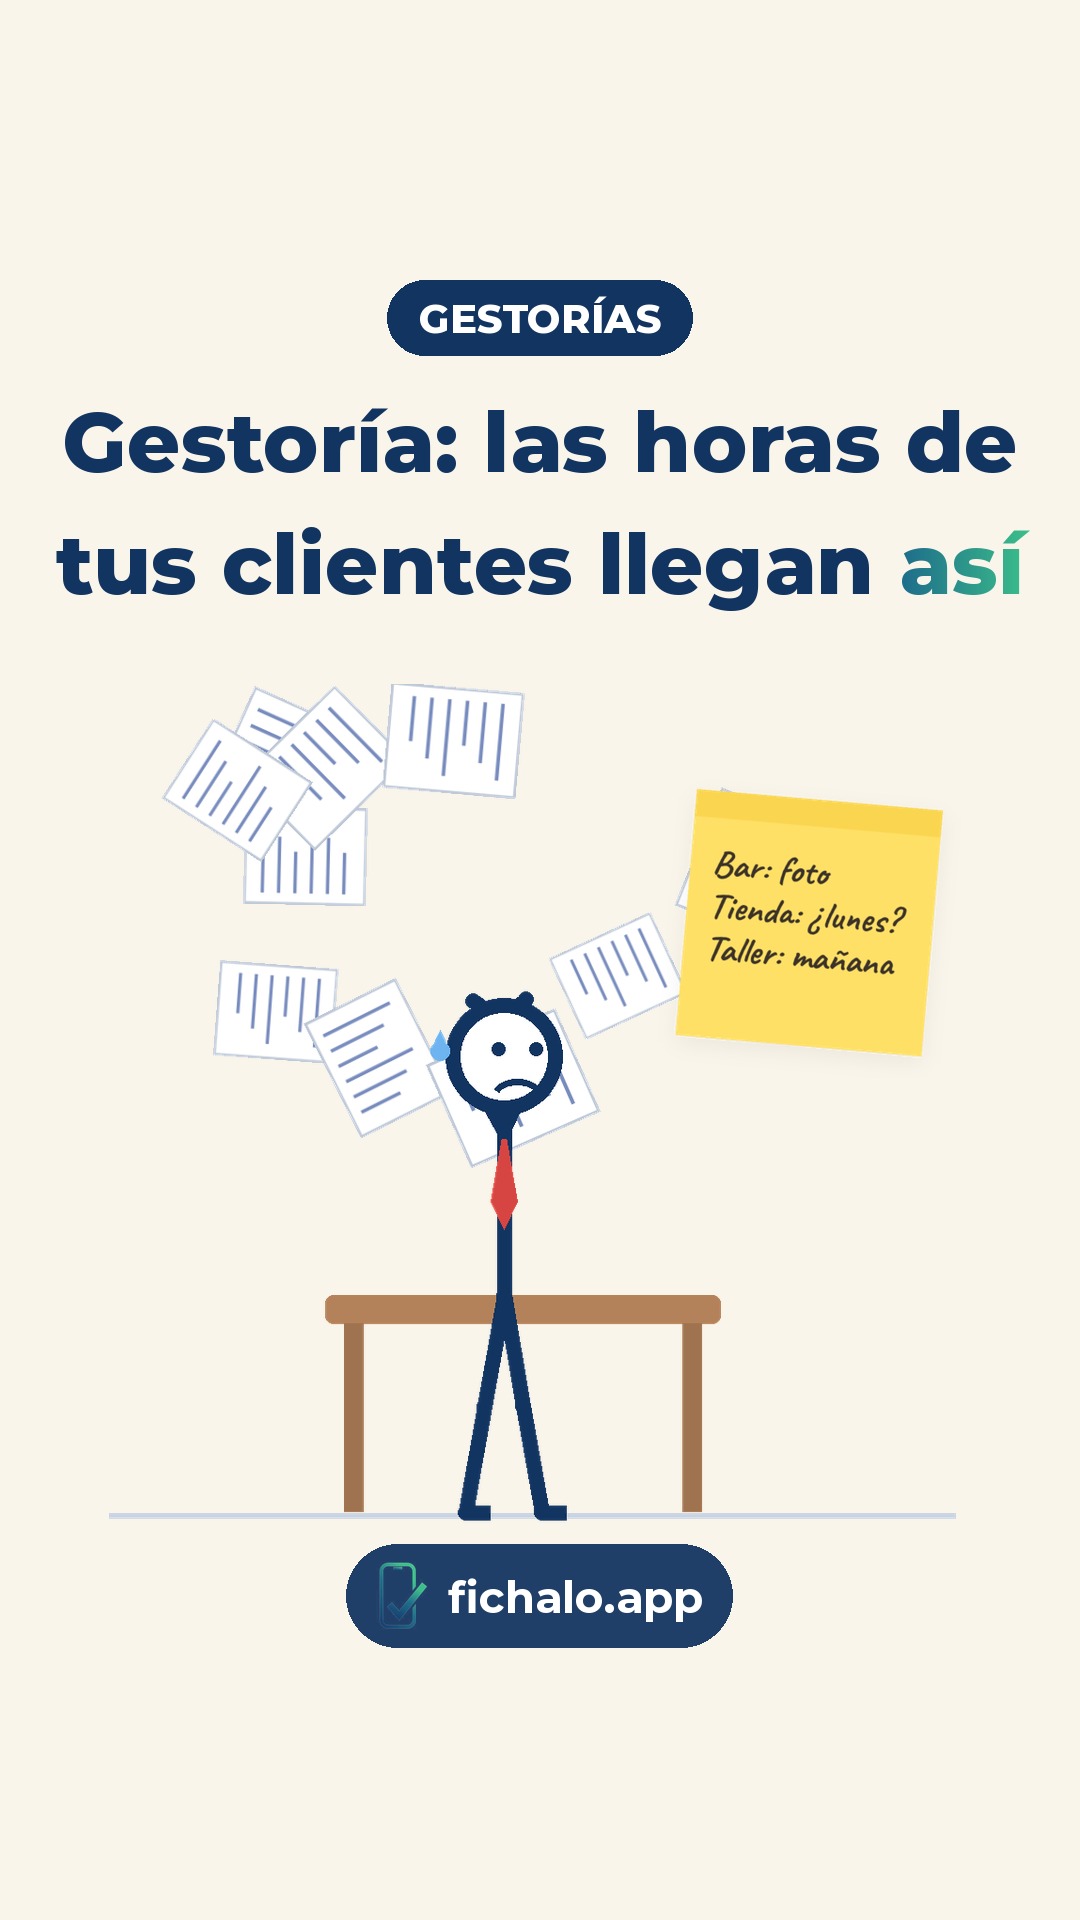 GESTORÍAS
Gestoría: las horas de
tus clientes llegan así
Bar: foto
Tienda: ¿lunes?
Taller: mañana
fichalo.app